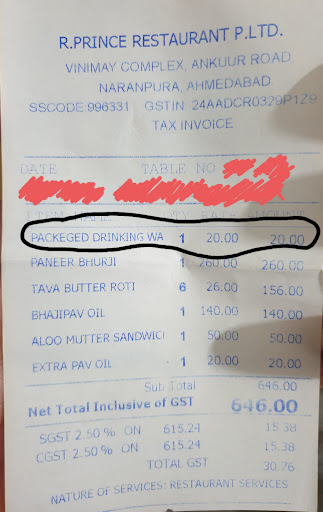 R.PRINCE RESTAURANT P.LTD.
VINIMAY COMPLEX, ANKUUR ROAD
NARANPURA, AHMEDABAD
SSCODE 996331 GSTIN 24AADCR0329P1Z9
TAX INVOICE
DATE TABLE NO
ITEM NAME QTY RATE AMOUNT
PACKEGED DRINKING WA 1 20.00 20.00
PANEER BHURJI 1 260.00 260.00
TAVA BUTTER ROTI 6 26.00 156.00
BHAJIPAV OIL 1 140.00 140.00
ALOO MUTTER SANDWICI 1 50.00 50.00
EXTRA PAV OIL 1 20.00 20.00
Sub Total 646.00
Net Total Inclusive of GST 646.00
SGST 2.50 % ON 615.24 15.38
CGST 2.50 % ON 615.24 15.38
TOTAL GST 30.76
NATURE OF SERVICES: RESTAURANT SERVICES